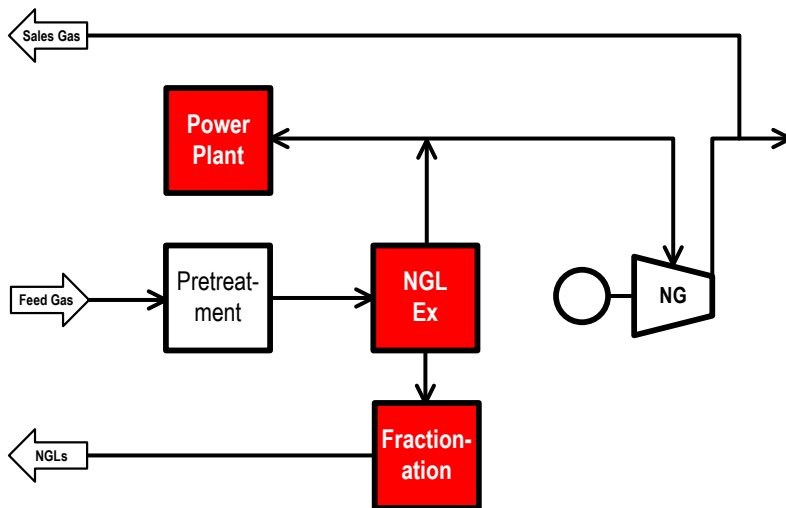 Sales Gas
Power
Plant
Feed Gas
Pretreat-
ment
NGL
Ex
NG
NGLs
Fraction-
ation